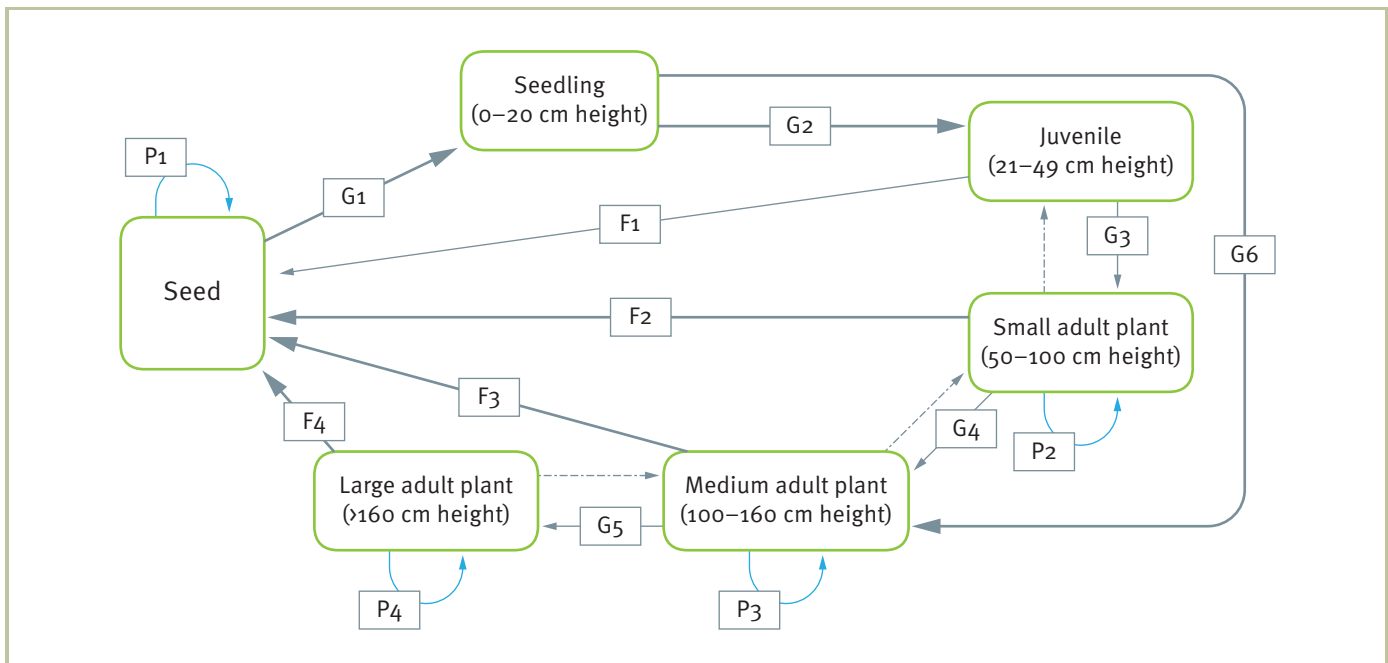 Seedling
(0–20 cm height)
G2
Juvenile
(21–49 cm height)
P1
G1
F1
G3
G6
Seed
F2
Small adult plant
(50–100 cm height)
F3
F4
G4
P2
Large adult plant
(>160 cm height)
G5
Medium adult plant
(100–160 cm height)
P4
P3